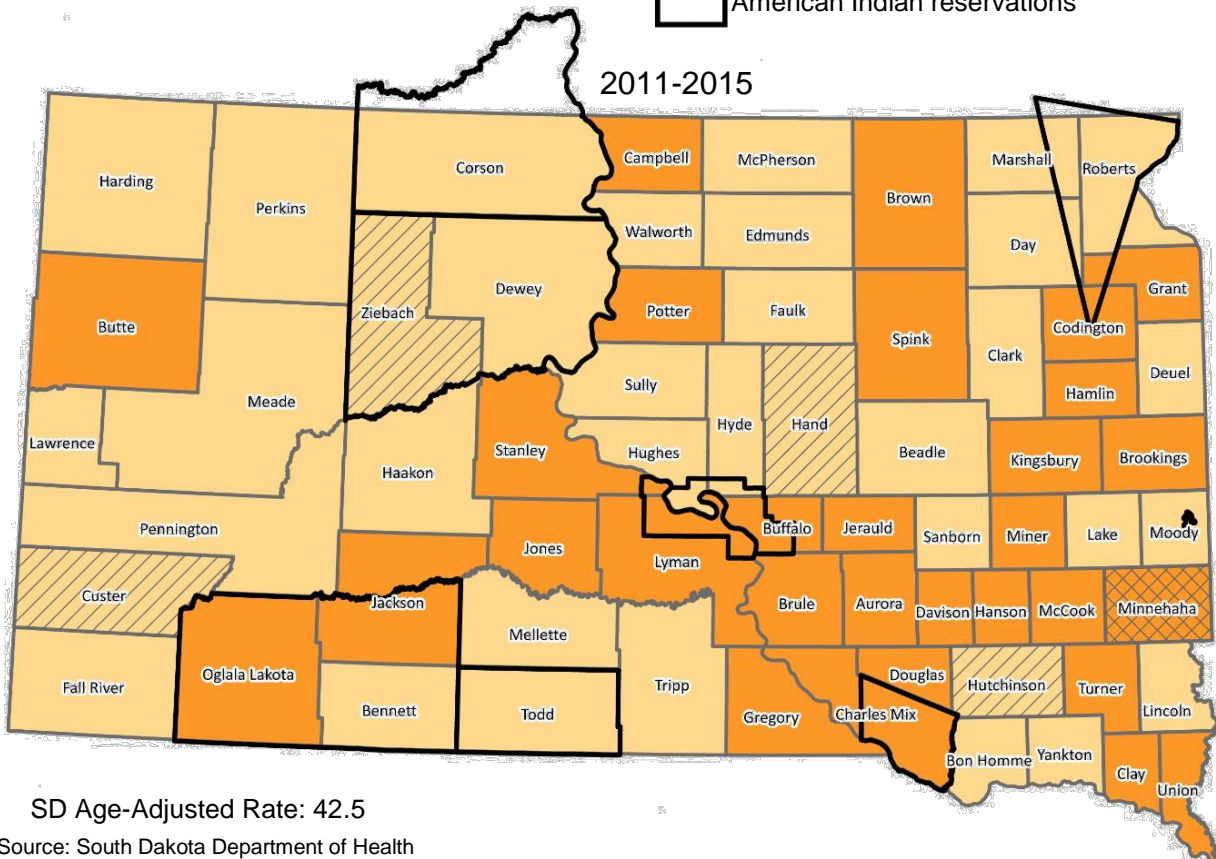 American Indian reservations
2011-2015
Campbell
McPherson
Marshall
Roberts
Corson
Harding
Perkins
Brown
Walworth
Edmunds
Day
Dewey
Grant
Ziebach
Potter
Faulk
Butte
Codington
Spink
Clark
Deuel
Sully
Hamlin
Meade
Hyde
Hand
Lawrence
Stanley
Hughes
Beadle
Kingsbury
Brookings
Haakon
Pennington
Buffalo
Jerauld
Sanborn
Miner
Lake
Moody
Jones
Lyman
Custer
Jackson
Brule
Aurora
Davison
Hanson
McCook
Minnehaha
Mellette
Oglala Lakota
Douglas
Fall River
Tripp
Hutchinson
Turner
Bennett
Todd
Gregory
Charles Mix
Lincoln
Bon Homme
Yankton
Clay
Union
SD Age-Adjusted Rate: 42.5
Source: South Dakota Department of Health